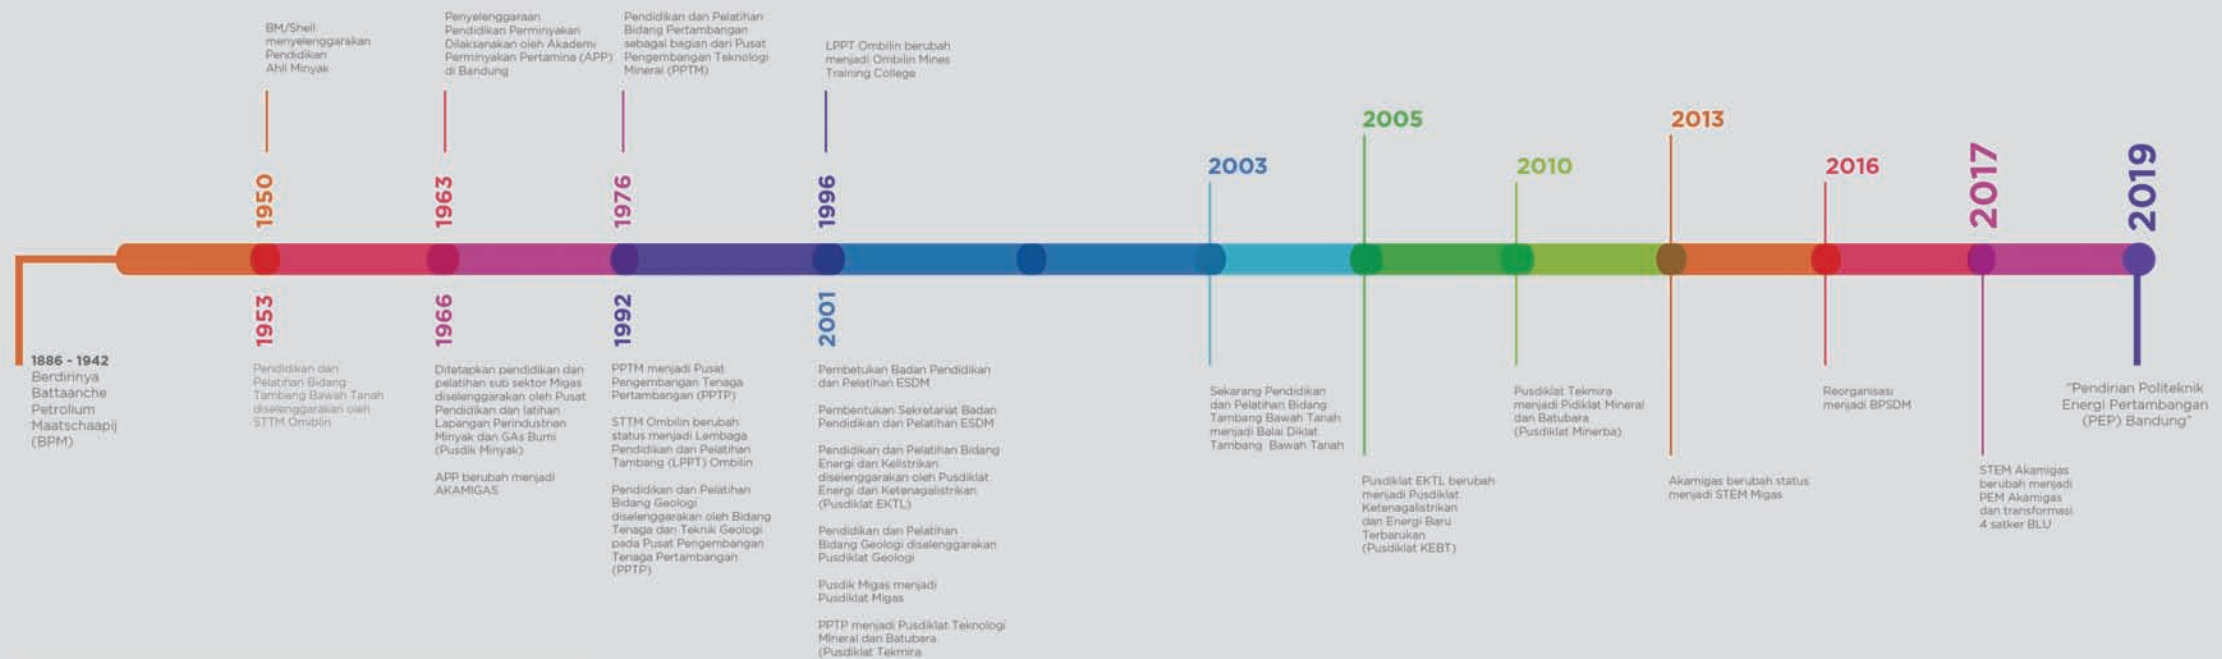 1886 - 1942
Berdirinya
Battaanche
Petrolium
Maatschaapij
(BPM)
1950
BM/Shell
menyelenggarakan
Pendidikan
Ahli Minyak
1953
Pendidikan dan
Pelatihan Bidang
Tambang Bawah Tanah
diselenggarakan oleh
STTM Omiblin
1963
Penyelenggaraan
Pendidikan Perminyakan
Dilaksanakan oleh Akademi
Perminyakan Pertamina (APP)
di Bandung
1966
Ditetapkan pendidikan dan
pelatihan sub sektor Migas
diselenggarakan oleh Pusat
Pendidikan dan latihan
Lapangan Perindustrian
Minyak dan GAs Bumi
(Pusdik Minyak)
APP berubah menjadi
AKAMIGAS
1976
Pendidikan dan Pelatihan
Bidang Pertambangan
sebagai bagian dari Pusat
Pengembangan Teknologi
Mineral (PPTM)
1992
PPTM menjadi Pusat
Pengembangan Tenaga
Pertambangan (PPTP)
STTM Ombilin berubah
status menjadi Lembaga
Pendidikan dan Pelatihan
Tambang (LPPT) Ombilin
Pendidikan dan Pelatihan
Bidang Geologi
diselenggarakan oleh Bidang
Tenaga dan Teknik Geologi
pada Pusat Pengembangan
Tenaga Pertambangan
(PPTP)
1996
LPPT Ombilin berubah
menjadi Ombilin Mines
Training College
2001
Pembetukan Badan Pendidikan
dan Pelatihan ESDM
Pembentukan Sekretariat Badan
Pendidikan dan Pelatihan ESDM
Pendidikan dan Pelatihan Bidang
Energi dan Kelistrikan
diselenggarakan oleh Pusdiklat
Energi dan Ketenagalistrikan
(Pusdiklat EKTL)
Pendidikan dan Pelatihan
Bidang Geologi diselenggarakan
Pusdiklat Geologi
Pusdik Migas menjadi
Pusdiklat Migas
PPTP menjadi Pusdiklat Teknologi
Mineral dan Batubara
(Pusdiklat Tekmira
2003
Sekarang Pendidikan
dan Pelatihan Bidang
Tambang Bawah Tanah
menjadi Balai Diklat
Tambang Bawah Tanah
2005
Pusdiklat EKTL berubah
menjadi Pusdiklat
Ketenagalistrikan
dan Energi Baru
Terbarukan
(Pusdiklat KEBT)
2010
Pusdiklat Tekmira
menjadi Pidiklat Mineral
dan Batubara
(Pusdiklat Minerba)
2013
Akamigas berubah status
menjadi STEM Migas
2016
Reorganisasi
menjadi BPSDM
2017
STEM Akamigas
berubah menjadi
PEM Akamigas
dan transformasi
4 satker BLU
2019
"Pendirian Politeknik
Energi Pertambangan
(PEP) Bandung"